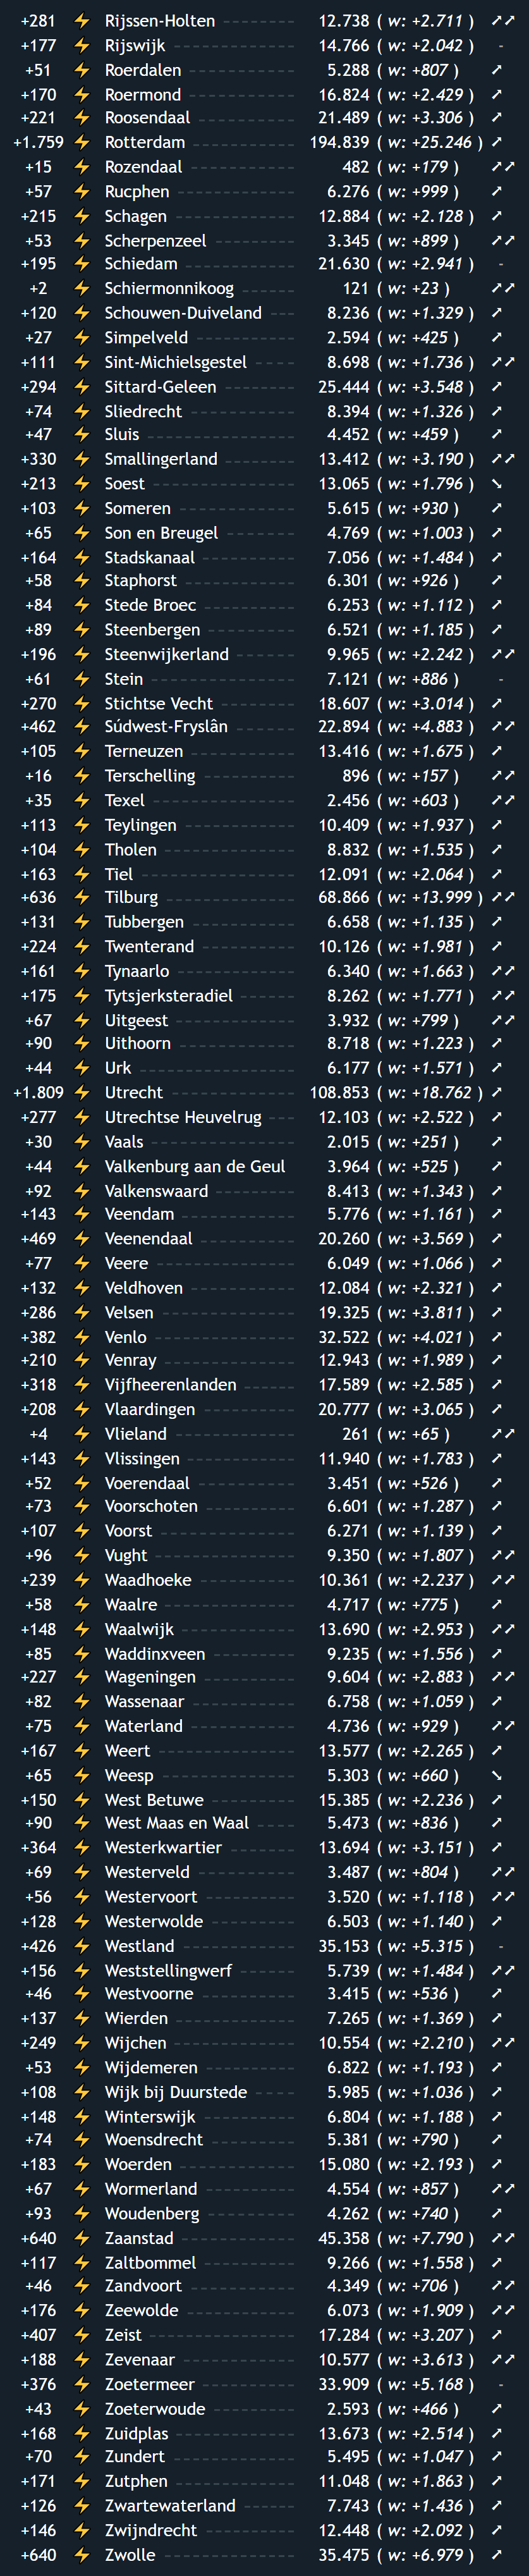 +281 ⚡ Rijssen-Holten ------------ 12.738 ( w: +2.711 ) ➚➚
+177 ⚡ Rijswijk ------------ 14.766 ( w: +2.042 ) -
+51 ⚡ Roerdalen ------------ 5.288 ( w: +807 ) ➚
+170 ⚡ Roermond ------------ 16.824 ( w: +2.429 ) ➚
+221 ⚡ Roosendaal ------------ 21.489 ( w: +3.306 ) ➚
+1.759 ⚡ Rotterdam ------------ 194.839 ( w: +25.246 ) ➚
+15 ⚡ Rozendaal ------------ 482 ( w: +179 ) ➚➚
+57 ⚡ Rucphen ------------ 6.276 ( w: +999 ) ➚
+215 ⚡ Schagen ------------ 12.884 ( w: +2.128 ) ➚
+53 ⚡ Scherpenzeel --------- 3.345 ( w: +899 ) ➚➚
+195 ⚡ Schiedam ------------ 21.630 ( w: +2.941 ) -
+2 ⚡ Schiermonnikoog ------ 121 ( w: +23 ) ➚➚
+120 ⚡ Schouwen-Duiveland --- 8.236 ( w: +1.329 ) ➚
+27 ⚡ Simpelveld ------------ 2.594 ( w: +425 ) ➚
+111 ⚡ Sint-Michielsgestel ---- 8.698 ( w: +1.736 ) ➚➚
+294 ⚡ Sittard-Geleen -------- 25.444 ( w: +3.548 ) ➚
+74 ⚡ Sliedrecht ------------ 8.394 ( w: +1.326 ) ➚
+47 ⚡ Sluis ---------------- 4.452 ( w: +459 ) ➚
+330 ⚡ Smallingerland -------- 13.412 ( w: +3.190 ) ➚➚
+213 ⚡ Soest ---------------- 13.065 ( w: +1.796 ) ➘
+103 ⚡ Someren ------------ 5.615 ( w: +930 ) ➚
+65 ⚡ Son en Breugel -------- 4.769 ( w: +1.003 ) ➚
+164 ⚡ Stadskanaal ---------- 7.056 ( w: +1.484 ) ➚
+58 ⚡ Staphorst ------------ 6.301 ( w: +926 ) ➚
+84 ⚡ Stede Broec ---------- 6.253 ( w: +1.112 ) ➚
+89 ⚡ Steenbergen ---------- 6.521 ( w: +1.185 ) ➚
+196 ⚡ Steenwijkerland ------ 9.965 ( w: +2.242 ) ➚➚
+61 ⚡ Stein ---------------- 7.121 ( w: +886 ) -
+270 ⚡ Stichtse Vecht -------- 18.607 ( w: +3.014 ) ➚
+462 ⚡ Súdwest-Fryslân ------ 22.894 ( w: +4.883 ) ➚➚
+105 ⚡ Terneuzen ------------ 13.416 ( w: +1.675 ) ➚
+16 ⚡ Terschelling ---------- 896 ( w: +157 ) ➚➚
+35 ⚡ Texel ---------------- 2.456 ( w: +603 ) ➚➚
+113 ⚡ Teylingen ------------ 10.409 ( w: +1.937 ) ➚
+104 ⚡ Tholen -------------- 8.832 ( w: +1.535 ) ➚
+163 ⚡ Tiel ---------------- 12.091 ( w: +2.064 ) ➚
+636 ⚡ Tilburg -------------- 68.866 ( w: +13.999 ) ➚➚
+131 ⚡ Tubbergen ------------ 6.658 ( w: +1.135 ) ➚
+224 ⚡ Twenterand ---------- 10.126 ( w: +1.981 ) ➚
+161 ⚡ Tynaarlo ------------ 6.340 ( w: +1.663 ) ➚➚
+175 ⚡ Tytsjerksteradiel ------ 8.262 ( w: +1.771 ) ➚➚
+67 ⚡ Uitgeest ------------ 3.932 ( w: +799 ) ➚➚
+90 ⚡ Uithoorn ------------ 8.718 ( w: +1.223 ) ➚
+44 ⚡ Urk ---------------- 6.177 ( w: +1.571 ) ➚
+1.809 ⚡ Utrecht -------------- 108.853 ( w: +18.762 ) ➚
+277 ⚡ Utrechtse Heuvelrug --- 12.103 ( w: +2.522 ) ➚
+30 ⚡ Vaals ---------------- 2.015 ( w: +251 ) ➚
+44 ⚡ Valkenburg aan de Geul 3.964 ( w: +525 ) ➚
+92 ⚡ Valkenswaard -------- 8.413 ( w: +1.343 ) ➚
+143 ⚡ Veendam ------------ 5.776 ( w: +1.161 ) ➚
+469 ⚡ Veenendaal ---------- 20.260 ( w: +3.569 ) ➚
+77 ⚡ Veere ---------------- 6.049 ( w: +1.066 ) ➚
+132 ⚡ Veldhoven ------------ 12.084 ( w: +2.321 ) ➚
+286 ⚡ Velsen -------------- 19.325 ( w: +3.811 ) ➚
+382 ⚡ Venlo ---------------- 32.522 ( w: +4.021 ) ➚
+210 ⚡ Venray -------------- 12.943 ( w: +1.989 ) ➚
+318 ⚡ Vijfheerenlanden ------ 17.589 ( w: +2.585 ) ➚
+208 ⚡ Vlaardingen ---------- 20.777 ( w: +3.065 ) ➚
+4 ⚡ Vlieland ------------ 261 ( w: +65 ) ➚➚
+143 ⚡ Vlissingen ------------ 11.940 ( w: +1.783 ) ➚
+52 ⚡ Voerendaal ---------- 3.451 ( w: +526 ) ➚
+73 ⚡ Voorschoten ---------- 6.601 ( w: +1.287 ) ➚
+107 ⚡ Voorst -------------- 6.271 ( w: +1.139 ) ➚
+96 ⚡ Vught ---------------- 9.350 ( w: +1.807 ) ➚➚
+239 ⚡ Waadhoeke ---------- 10.361 ( w: +2.237 ) ➚➚
+58 ⚡ Waalre -------------- 4.717 ( w: +775 ) ➚
+148 ⚡ Waalwijk ------------ 13.690 ( w: +2.953 ) ➚➚
+85 ⚡ Waddinxveen -------- 9.235 ( w: +1.556 ) ➚
+227 ⚡ Wageningen ---------- 9.604 ( w: +2.883 ) ➚➚
+82 ⚡ Wassenaar ------------ 6.758 ( w: +1.059 ) ➚
+75 ⚡ Waterland ------------ 4.736 ( w: +929 ) ➚➚
+167 ⚡ Weert -------------- 13.577 ( w: +2.265 ) ➚
+65 ⚡ Weesp -------------- 5.303 ( w: +660 ) ➘
+150 ⚡ West Betuwe -------- 15.385 ( w: +2.236 ) ➚
+90 ⚡ West Maas en Waal ---- 5.473 ( w: +836 ) ➚
+364 ⚡ Westerkwartier ------ 13.694 ( w: +3.151 ) ➚
+69 ⚡ Westerveld ---------- 3.487 ( w: +804 ) ➚➚
+56 ⚡ Westervoort ---------- 3.520 ( w: +1.118 ) ➚➚
+128 ⚡ Westerwolde -------- 6.503 ( w: +1.140 ) ➚
+426 ⚡ Westland ------------ 35.153 ( w: +5.315 ) -
+156 ⚡ Weststellingwerf ------ 5.739 ( w: +1.484 ) ➚➚
+46 ⚡ Westvoorne ---------- 3.415 ( w: +536 ) ➚
+137 ⚡ Wierden ------------ 7.265 ( w: +1.369 ) ➚
+249 ⚡ Wijchen ------------ 10.554 ( w: +2.210 ) ➚➚
+53 ⚡ Wijdemeren ---------- 6.822 ( w: +1.193 ) ➚
+108 ⚡ Wijk bij Duurstede ---- 5.985 ( w: +1.036 ) ➚
+148 ⚡ Winterswijk ---------- 6.804 ( w: +1.188 ) ➚
+74 ⚡ Woensdrecht -------- 5.381 ( w: +790 ) ➚
+183 ⚡ Woerden ------------ 15.080 ( w: +2.193 ) ➚
+67 ⚡ Wormerland ---------- 4.554 ( w: +857 ) ➚➚
+93 ⚡ Woudenberg ---------- 4.262 ( w: +740 ) ➚
+640 ⚡ Zaanstad ------------ 45.358 ( w: +7.790 ) ➚➚
+117 ⚡ Zaltbommel ---------- 9.266 ( w: +1.558 ) ➚
+46 ⚡ Zandvoort ------------ 4.349 ( w: +706 ) ➚➚
+176 ⚡ Zeewolde ------------ 6.073 ( w: +1.909 ) ➚➚
+407 ⚡ Zeist ---------------- 17.284 ( w: +3.207 ) ➚
+188 ⚡ Zevenaar ------------ 10.577 ( w: +3.613 ) ➚➚
+376 ⚡ Zoetermeer ---------- 33.909 ( w: +5.168 ) -
+43 ⚡ Zoeterwoude -------- 2.593 ( w: +466 ) ➚
+168 ⚡ Zuidplas ------------ 13.673 ( w: +2.514 ) ➚
+70 ⚡ Zundert ------------ 5.495 ( w: +1.047 ) ➚
+171 ⚡ Zutphen ------------ 11.048 ( w: +1.863 ) ➚
+126 ⚡ Zwartewaterland ------ 7.743 ( w: +1.436 ) ➚
+146 ⚡ Zwijndrecht ---------- 12.448 ( w: +2.092 ) ➚
+640 ⚡ Zwolle -------------- 35.475 ( w: +6.979 ) ➚